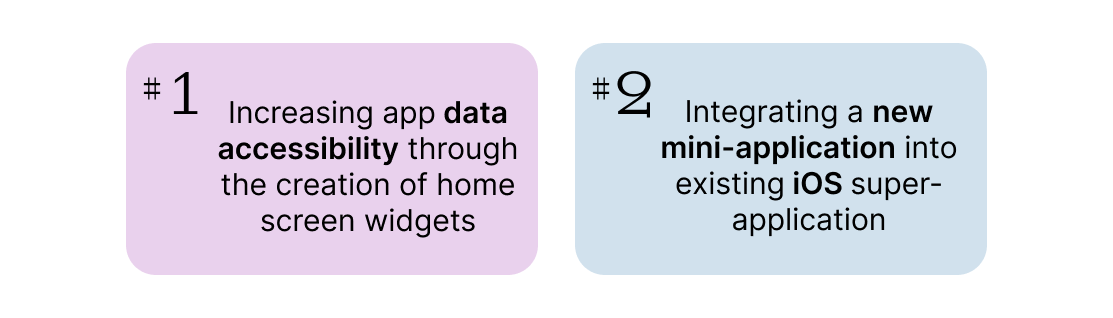 #1
Increasing app data
accessibility through
the creation of home
screen widgets
#2
Integrating a new
mini-application into
existing iOS super-
application